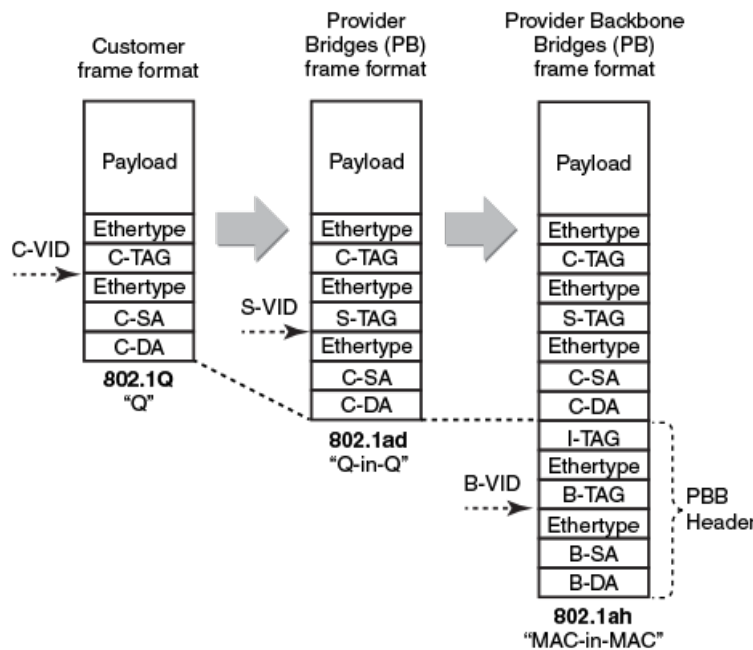 Customer
frame format
Payload
Ethertype
C-VID
C-TAG
Ethertype
C-SA
C-DA
802.1Q
“Q”
Provider
Bridges (PB)
frame format
Payload
Ethertype
C-TAG
Ethertype
S-VID
S-TAG
Ethertype
C-SA
C-DA
802.1ad
“Q-in-Q”
Provider Backbone
Bridges (PB)
frame format
Payload
Ethertype
C-TAG
Ethertype
S-TAG
Ethertype
C-SA
C-DA
I-TAG
Ethertype
B-VID
B-TAG
Ethertype
B-SA
B-DA
PBB
Header
802.1ah
“MAC-in-MAC”